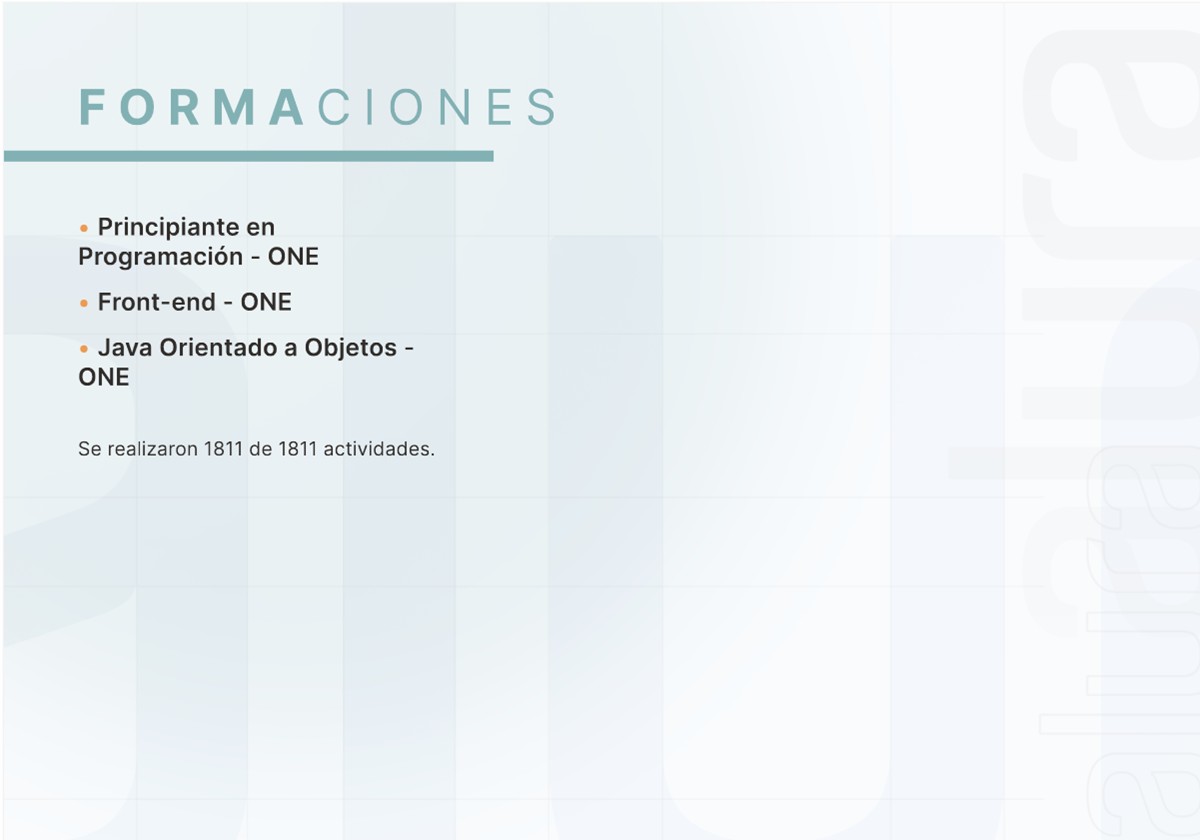 FORMACIONES
• Principiante en
Programación - ONE
• Front-end - ONE
• Java Orientado a Objetos -
ONE
Se realizaron 1811 de 1811 actividades.
alura
alura